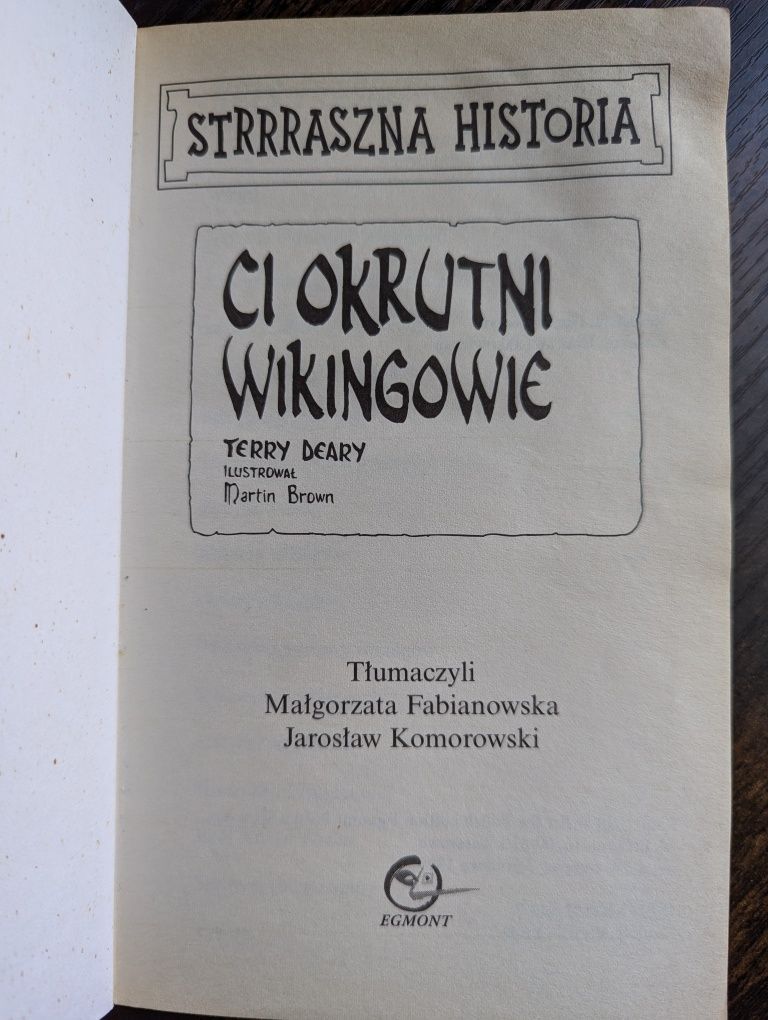 STRRRASZNA HISTORIA
CI OKRUTNI
WIKINGOWIE
TERRY DEARY
ILUSTROWAŁ
Martin Brown
Tłumaczyli
Małgorzata Fabianowska
Jarosław Komorowski
EGMONT